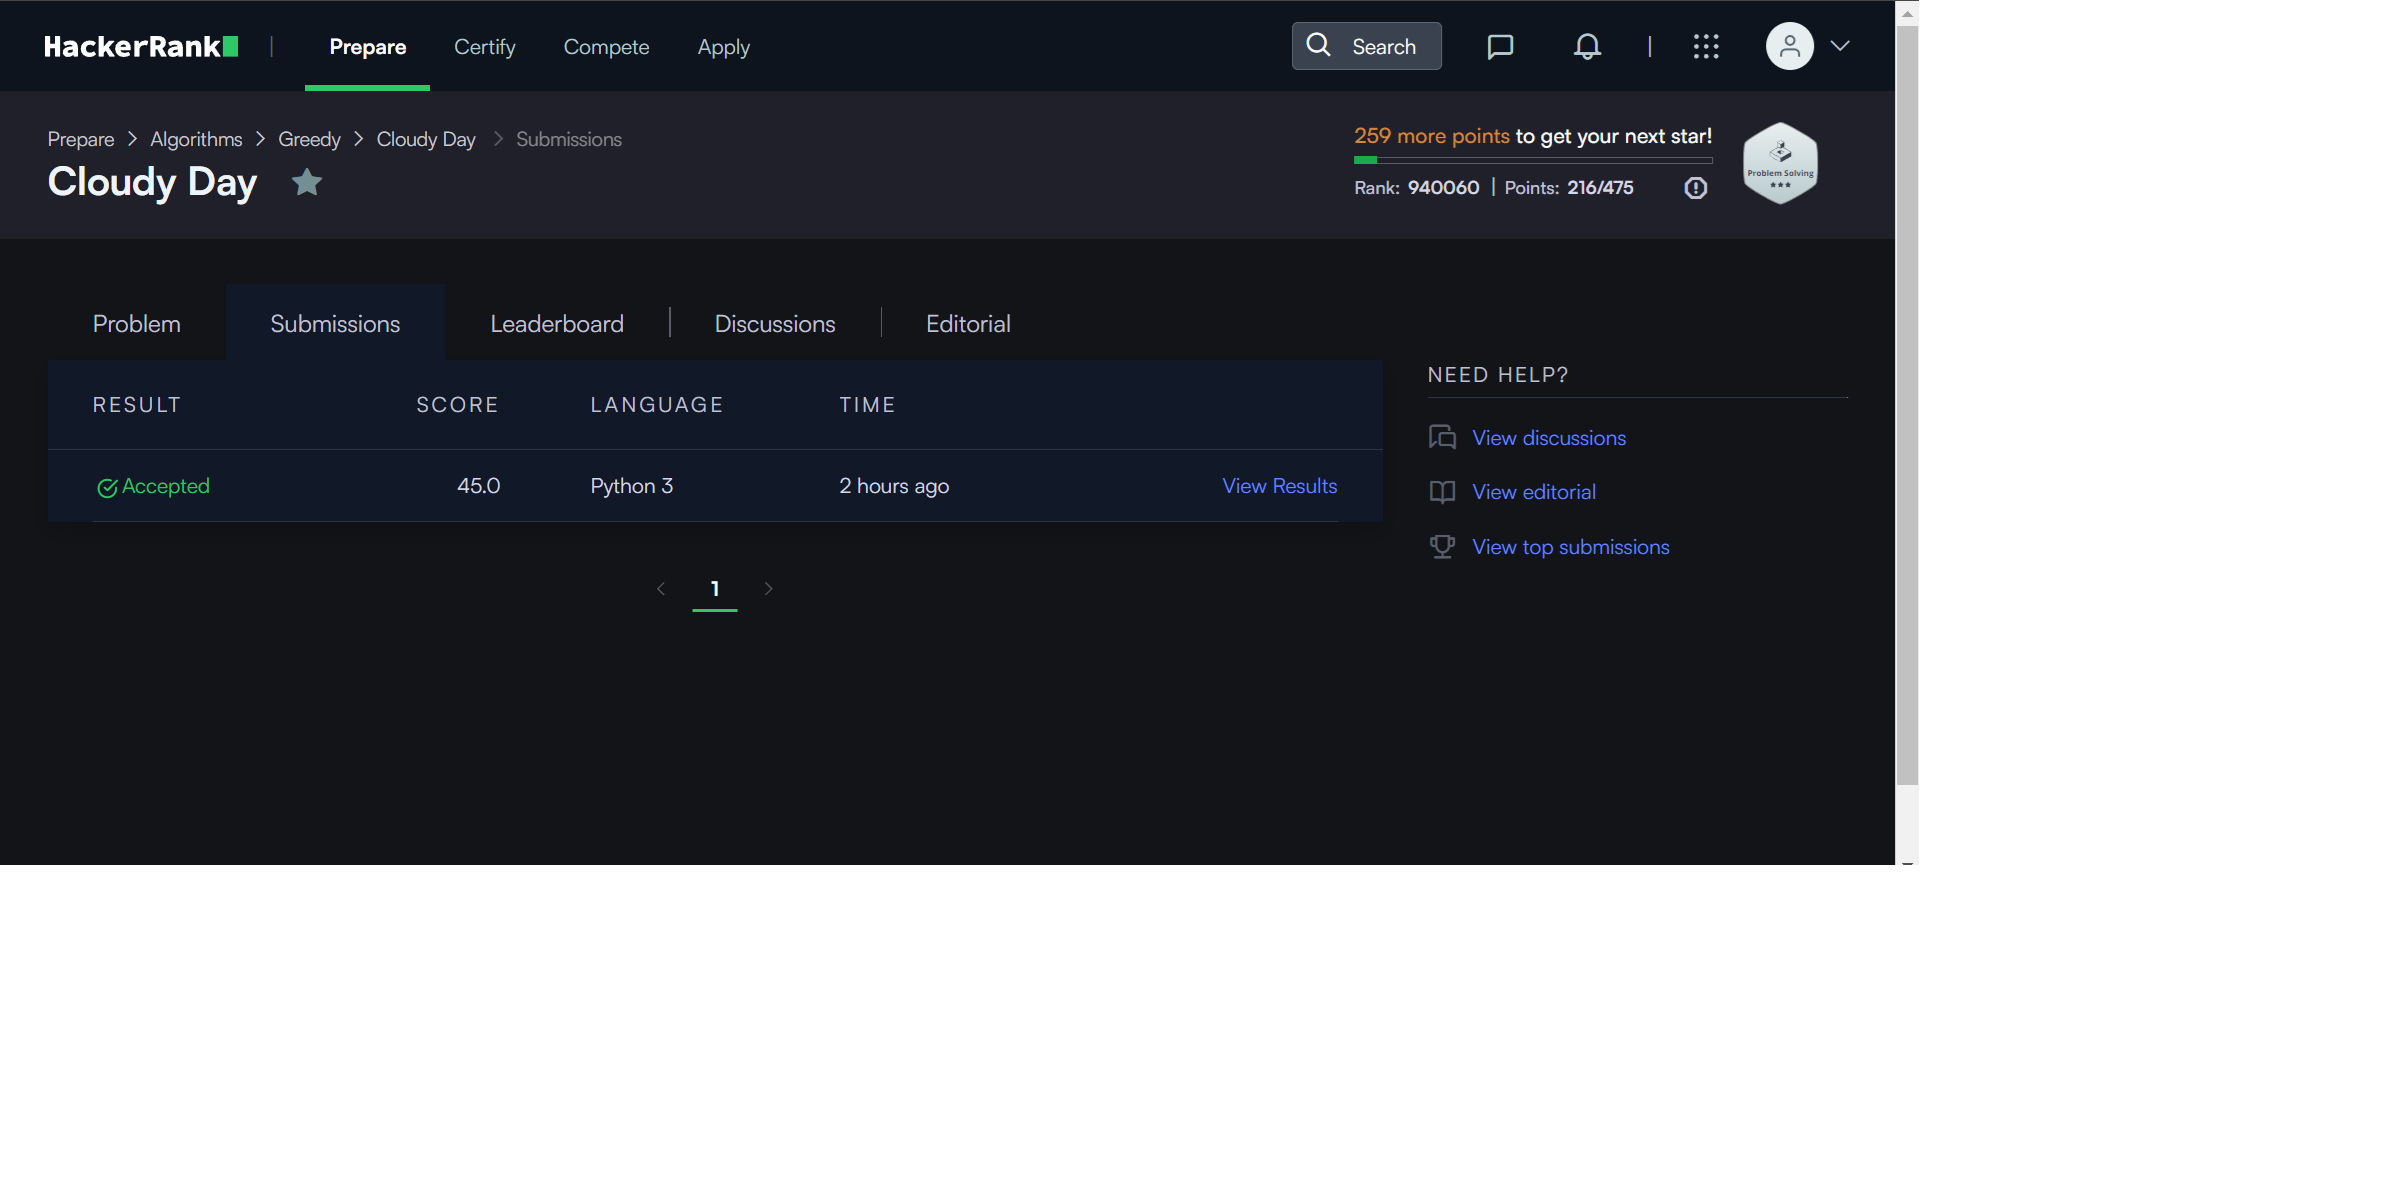 HackerRank | Prepare Certify Compete Apply Search |
Prepare > Algorithms > Greedy > Cloudy Day > Submissions
Cloudy Day
259 more points to get your next star!
Rank: 940060 | Points: 216/475
Problem Solving
Problem Submissions Leaderboard Discussions Editorial
RESULT SCORE LANGUAGE TIME
Accepted 45.0 Python 3 2 hours ago View Results
1
NEED HELP?
View discussions
View editorial
View top submissions